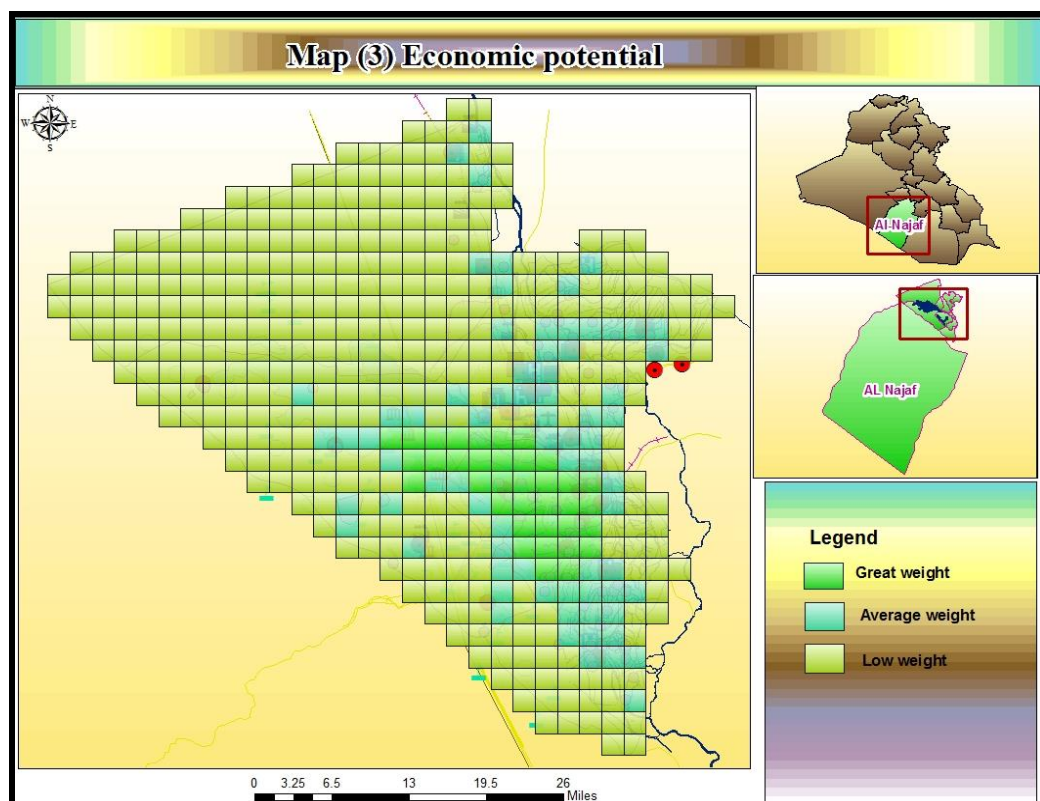 Map (3) Economic potential
N
W E
S
Al-Najaf
AL Najaf
Legend
Great weight
Average weight
Low weight
0 3.25 6.5 13 19.5 26
Miles